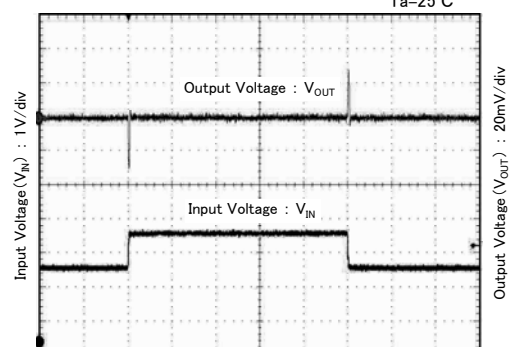 Ta=25℃
Output Voltage : VOUT
Input Voltage : VIN
Input Voltage(VIN) : 1V/div
Output Voltage(VOUT) : 20mV/div